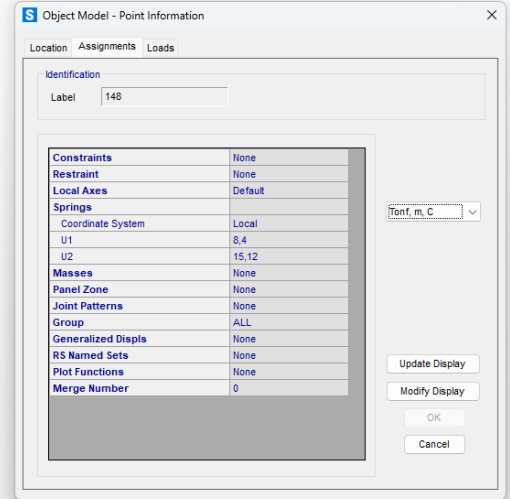 S Object Model - Point Information
Location Assignments Loads
Identification
Label 148
Constraints None
Restraint None
Local Axes Default
Springs
Coordinate System Local
U1 8,4
U2 15,12
Masses None
Panel Zone None
Joint Patterns None
Group ALL
Generalized Displs None
RS Named Sets None
Plot Functions None
Merge Number 0
Tonf, m, C
Update Display
Modify Display
OK
Cancel